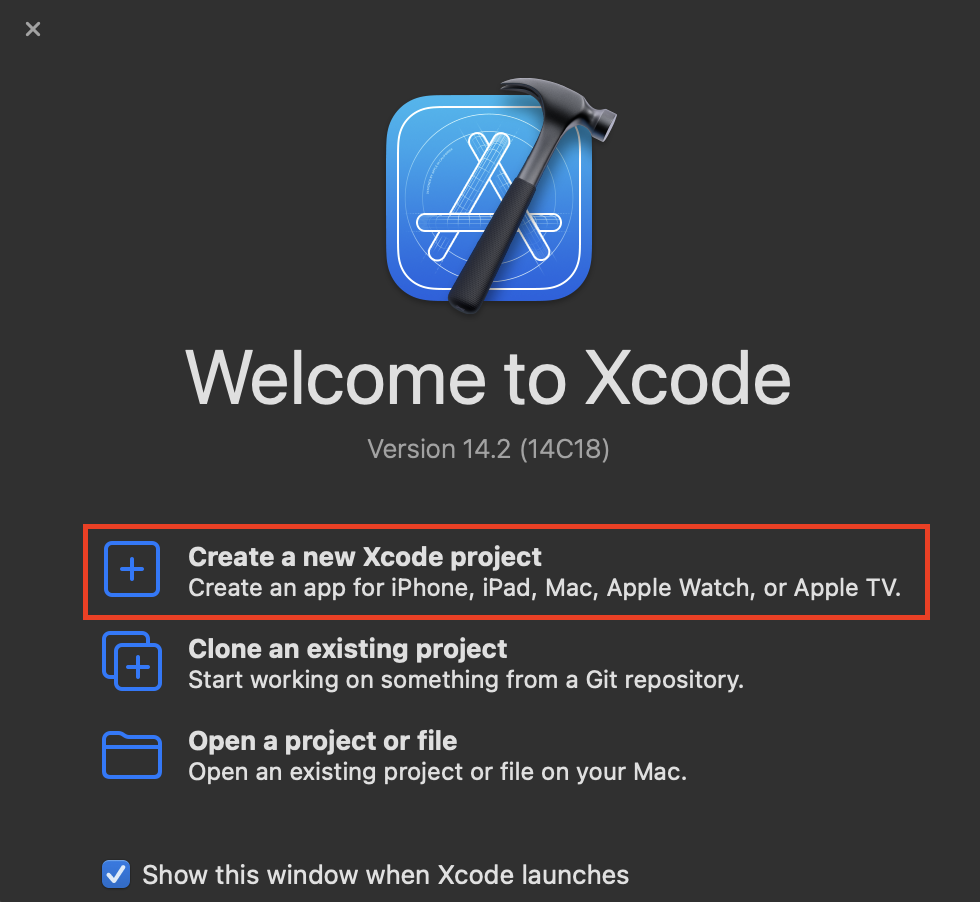 Welcome to Xcode
Version 14.2 (14C18)
Create a new Xcode project
Create an app for iPhone, iPad, Mac, Apple Watch, or Apple TV.
Clone an existing project
Start working on something from a Git repository.
Open a project or file
Open an existing project or file on your Mac.
Show this window when Xcode launches